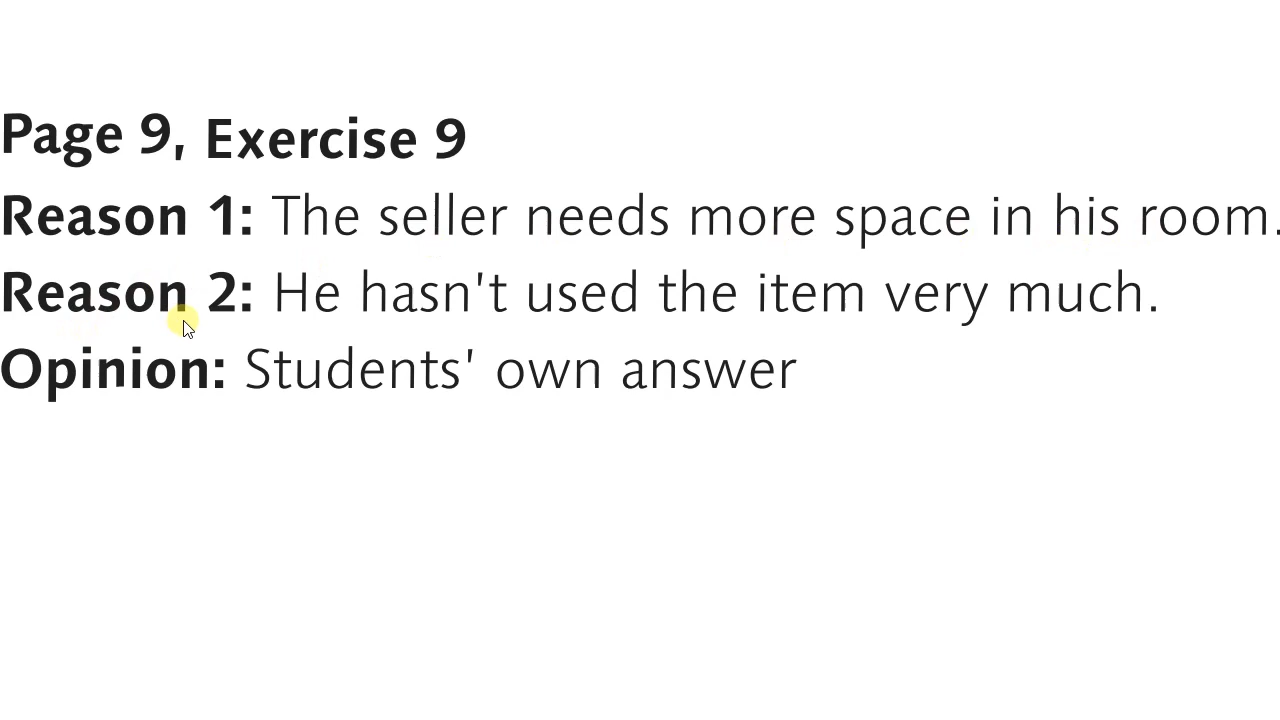 Page 9, Exercise 9
Reason 1: The seller needs more space in his room.
Reason 2: He hasn't used the item very much.
Opinion: Students' own answer